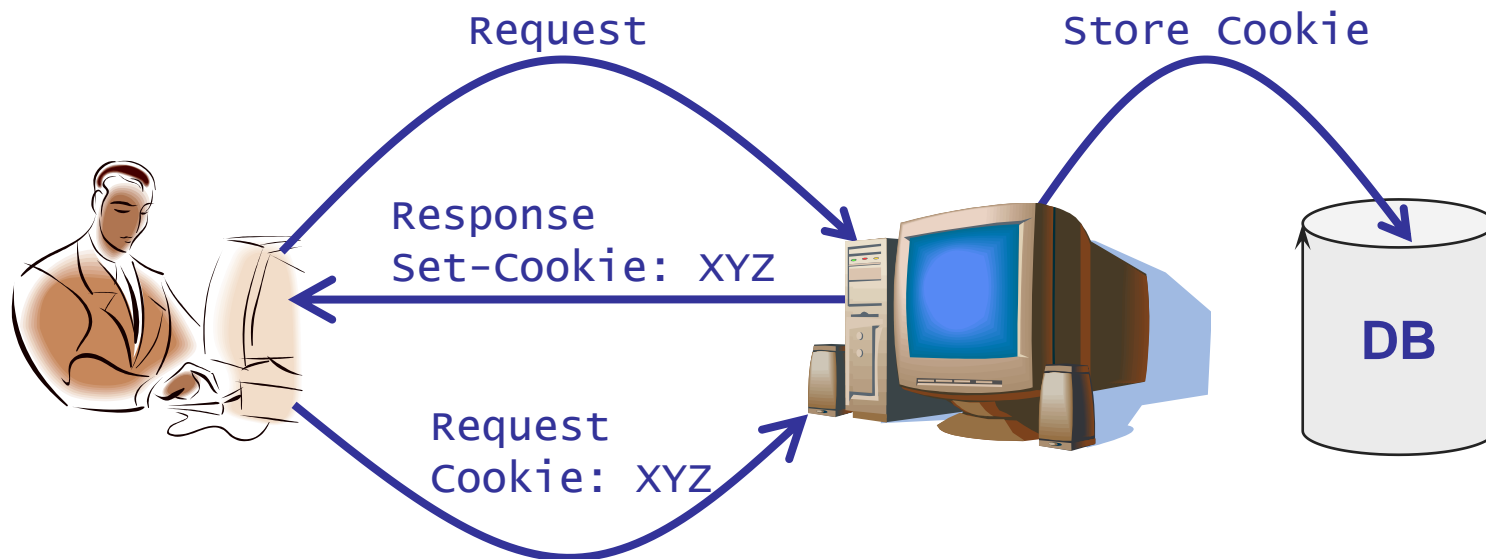 Request
Store Cookie
Response
Set-Cookie: XYZ
DB
Request
Cookie: XYZ